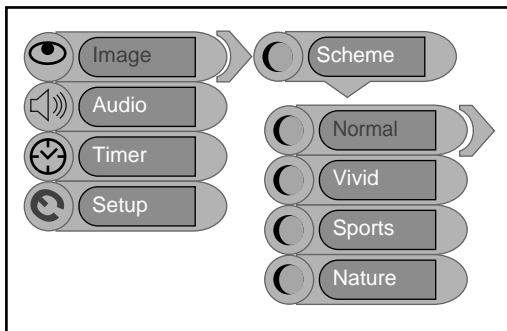 Image
Audio
Timer
Setup
Scheme
Normal
Vivid
Sports
Nature